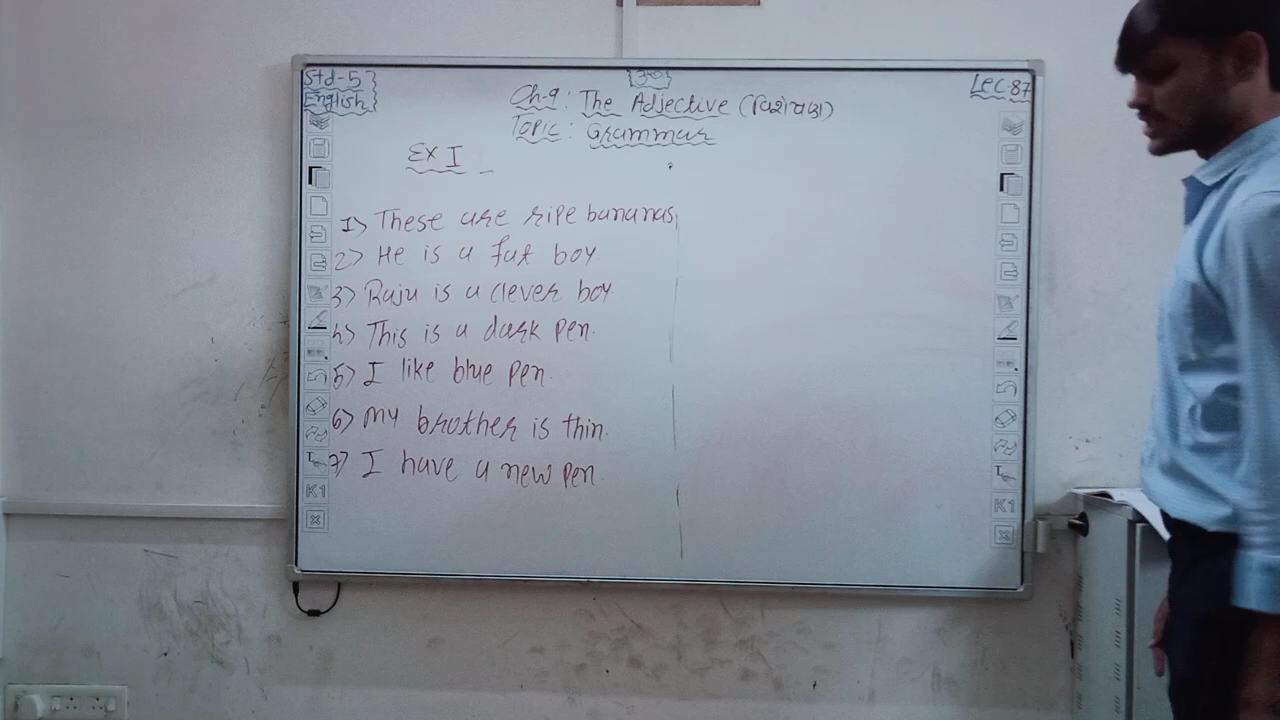 Std-5
English
ૐ
Lec.87
Ch-9: The Adjective (વિશેષણ)
Topic: Grammar
Ex I
1) These are ripe bananas.
2) He is a fat boy
3) Raju is a clever boy
4) This is a dark pen.
5) I like blue pen.
6) My brother is thin.
7) I have a new pen.
K1
K1